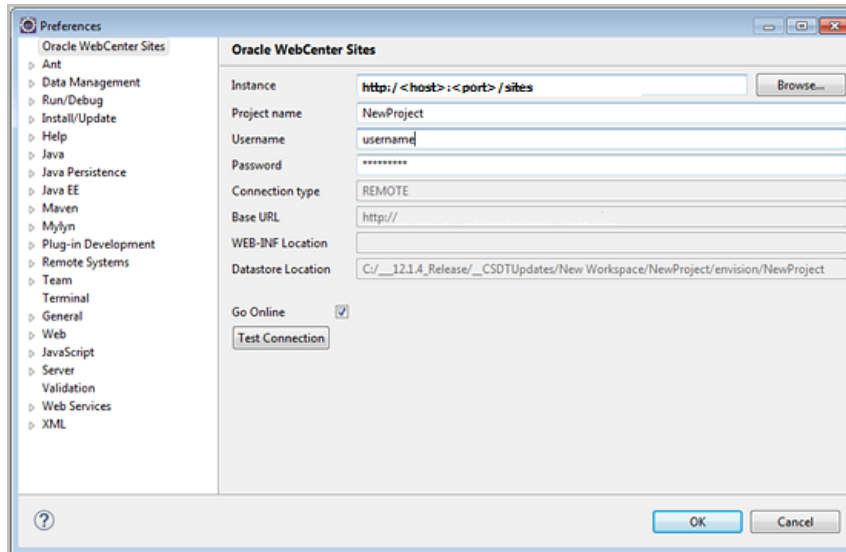 Preferences
Oracle WebCenter Sites
Ant
Data Management
Run/Debug
Install/Update
Help
Java
Java Persistence
Java EE
Maven
Mylyn
Plug-in Development
Remote Systems
Team
Terminal
General
Web
JavaScript
Server
Validation
Web Services
XML
Oracle WebCenter Sites
Instance http:/<host>:<port>/sites Browse...
Project name NewProject
Username username
Password *********
Connection type REMOTE
Base URL http://
WEB-INF Location
Datastore Location C:/__12.1.4_Release/__CSDTUpdates/New Workspace/NewProject/envision/NewProject
Go Online
Test Connection
? OK Cancel